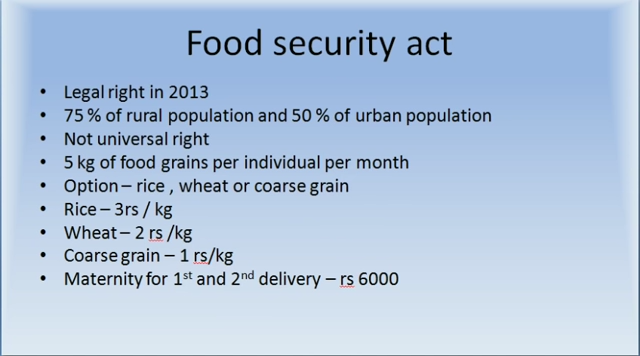 Food security act
• Legal right in 2013
• 75 % of rural population and 50 % of urban population
• Not universal right
• 5 kg of food grains per individual per month
• Option – rice , wheat or coarse grain
• Rice – 3rs / kg
• Wheat – 2 rs /kg
• Coarse grain – 1 rs/kg
• Maternity for 1st and 2nd delivery – rs 6000